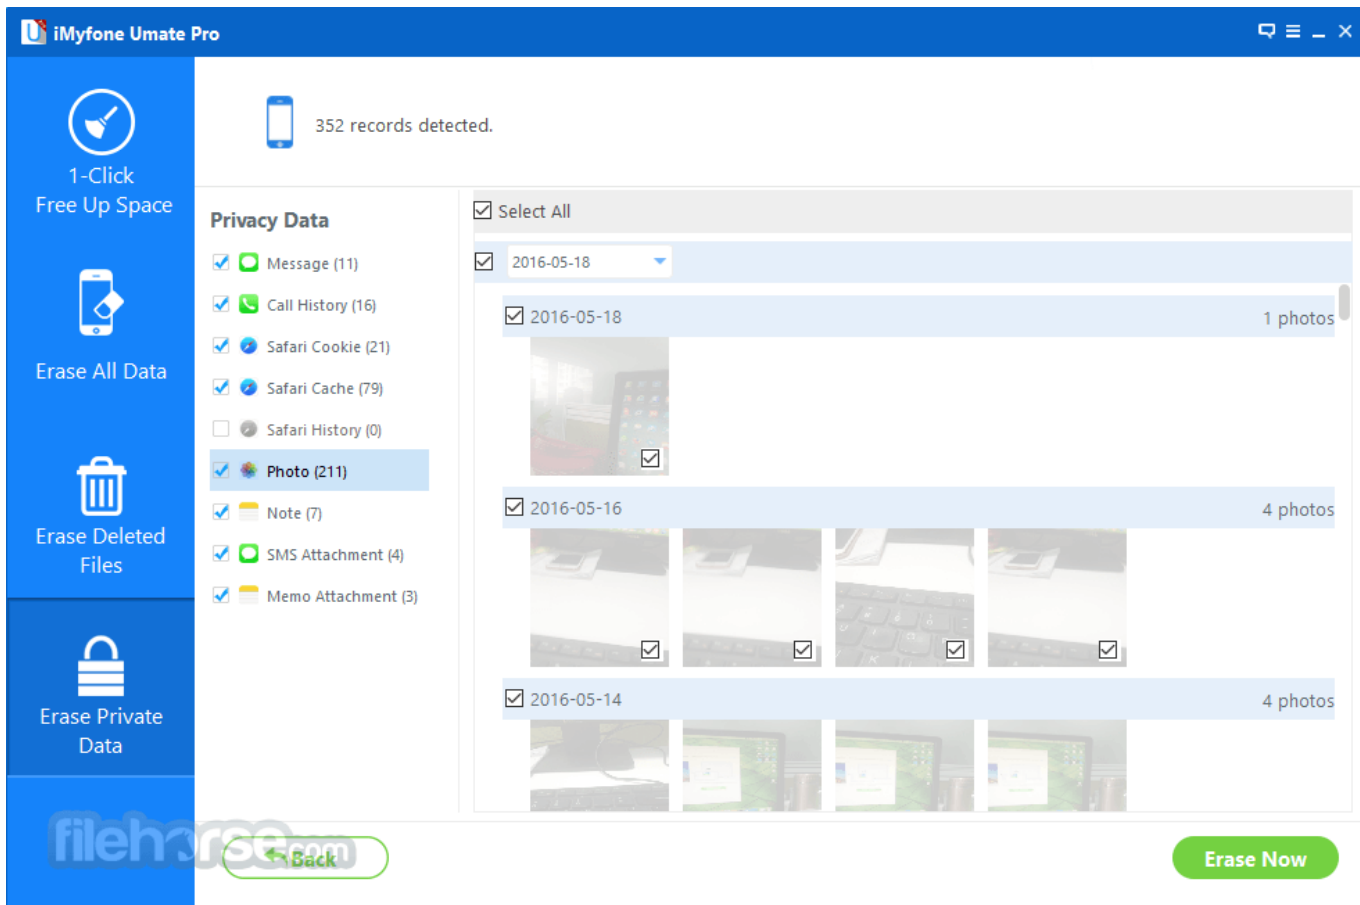 iMyfone Umate Pro
1-Click
Free Up Space
Erase All Data
Erase Deleted
Files
Erase Private
Data
352 records detected.
Privacy Data
Message (11)
Call History (16)
Safari Cookie (21)
Safari Cache (79)
Safari History (0)
Photo (211)
Note (7)
SMS Attachment (4)
Memo Attachment (3)
Select All
2016-05-18
2016-05-18
1 photos
2016-05-16
4 photos
2016-05-14
4 photos
filehorse.com
Back
Erase Now